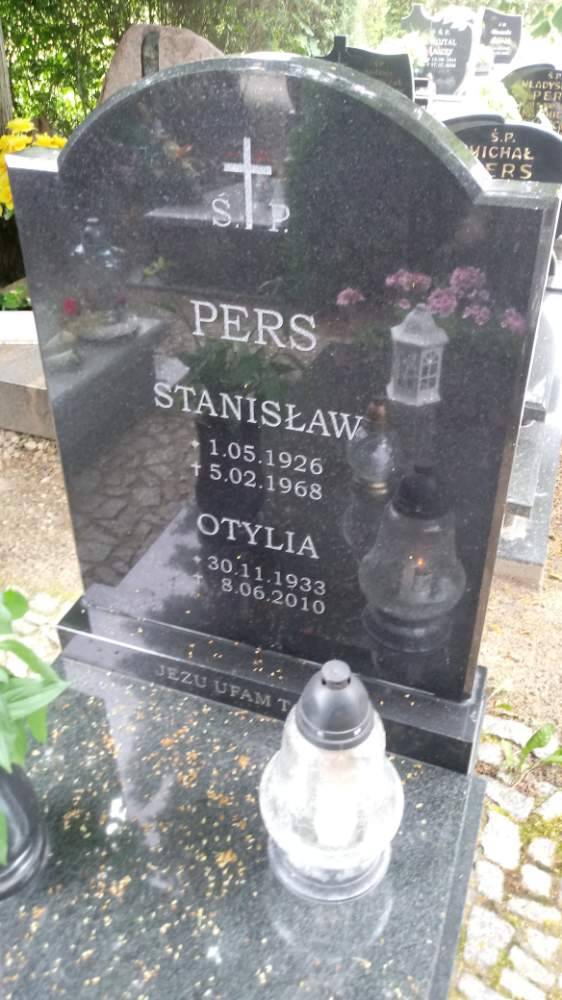 Ś. P.
PERS
STANISŁAW
* 1.05.1926
✝ 5.02.1968
OTYLIA
* 30.11.1933
✝ 8.06.2010
JEZU UFAM
Ś.P.
MICHAŁ
PERS